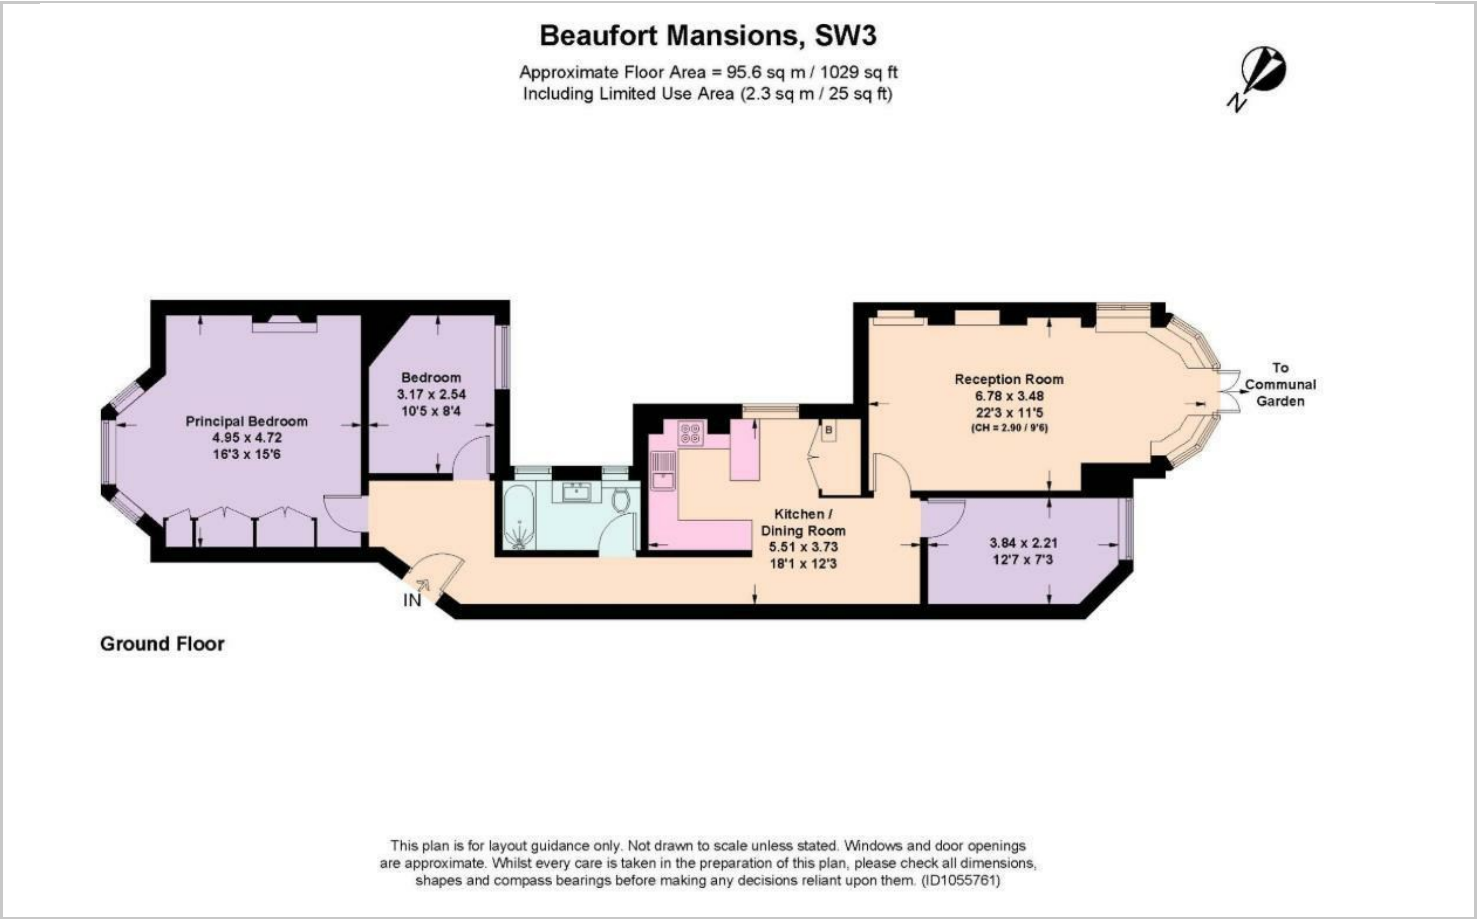 Beaufort Mansions, SW3
Approximate Floor Area = 95.6 sq m / 1029 sq ft
Including Limited Use Area (2.3 sq m / 25 sq ft)
N
Principal Bedroom
4.95 x 4.72
16'3 x 15'6
Bedroom
3.17 x 2.54
10'5 x 8'4
B
Kitchen /
Dining Room
5.51 x 3.73
18'1 x 12'3
Reception Room
6.78 x 3.48
22'3 x 11'5
(CH = 2.90 / 9'6)
To
Communal
Garden
3.84 x 2.21
12'7 x 7'3
IN
Ground Floor
This plan is for layout guidance only. Not drawn to scale unless stated. Windows and door openings
are approximate. Whilst every care is taken in the preparation of this plan, please check all dimensions,
shapes and compass bearings before making any decisions reliant upon them. (ID1055761)